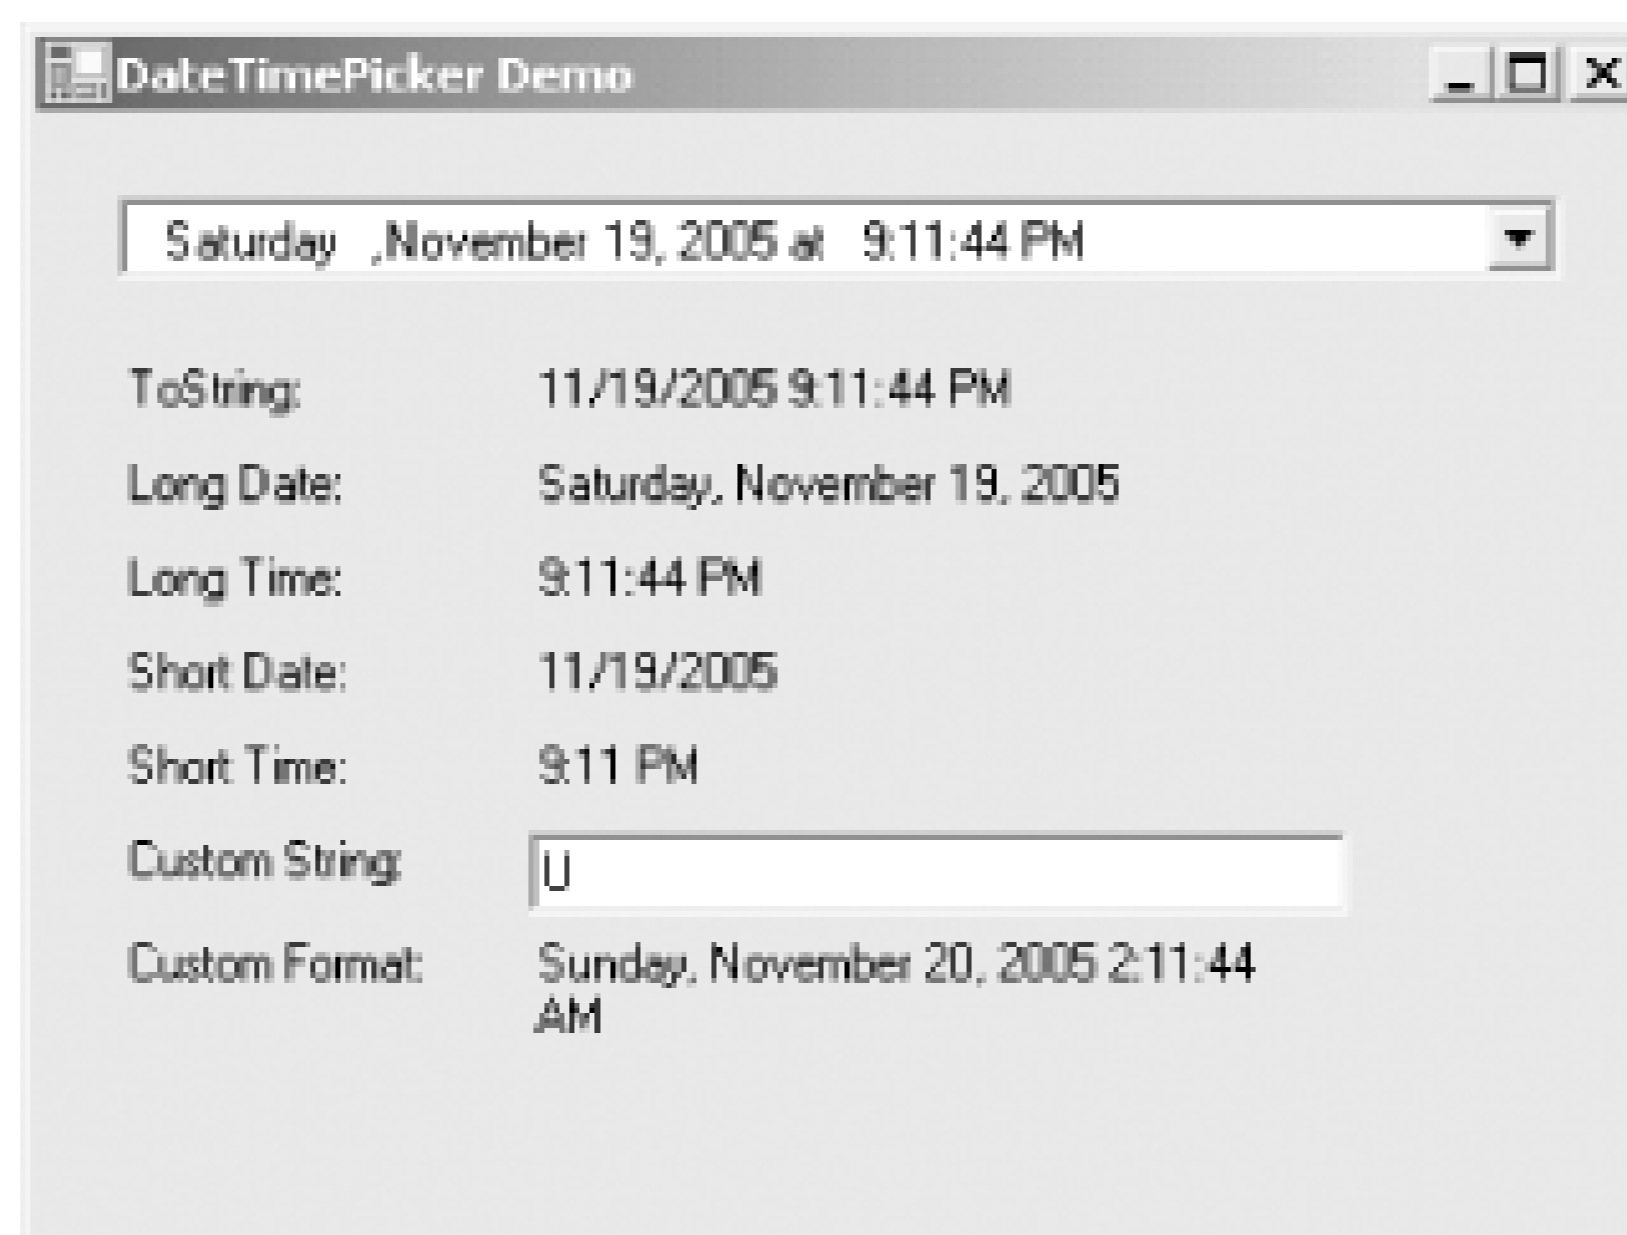 DateTimePicker Demo
Saturday ,November 19, 2005 at 9:11:44 PM
ToString: 11/19/2005 9:11:44 PM
Long Date: Saturday, November 19, 2005
Long Time: 9:11:44 PM
Short Date: 11/19/2005
Short Time: 9:11 PM
Custom String: U
Custom Format: Sunday, November 20, 2005 2:11:44
AM